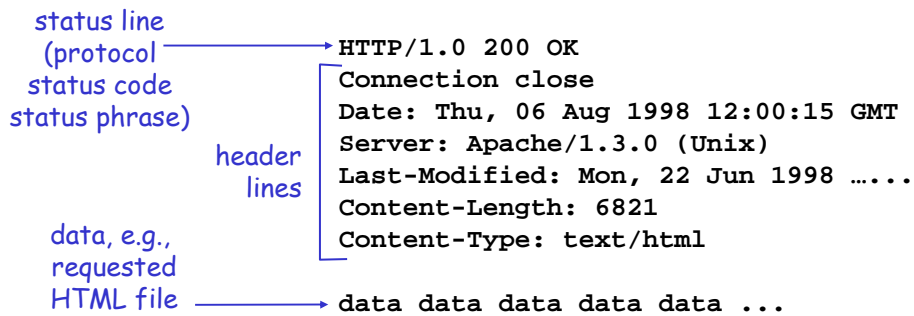 status line
(protocol
status code
status phrase)
HTTP/1.0 200 OK
header
lines
Connection close
Date: Thu, 06 Aug 1998 12:00:15 GMT
Server: Apache/1.3.0 (Unix)
Last-Modified: Mon, 22 Jun 1998 …...
Content-Length: 6821
Content-Type: text/html
data, e.g.,
requested
HTML file
data data data data data ...